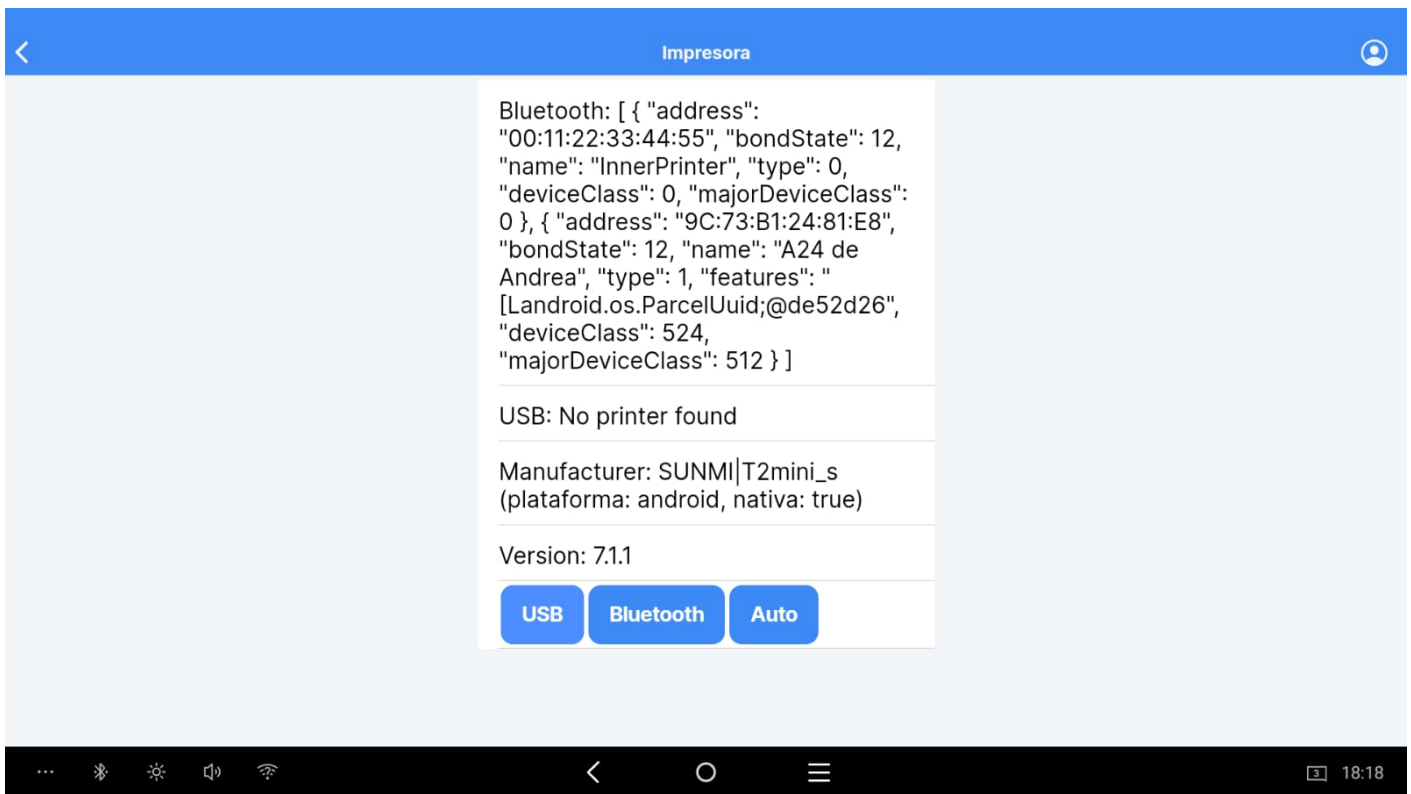 Impresora
Bluetooth: [ { "address":
"00:11:22:33:44:55", "bondState": 12,
"name": "InnerPrinter", "type": 0,
"deviceClass": 0, "majorDeviceClass":
0 }, { "address": "9C:73:B1:24:81:E8",
"bondState": 12, "name": "A24 de
Andrea", "type": 1, "features": "
[Landroid.os.ParcelUuid;@de52d26",
"deviceClass": 524,
"majorDeviceClass": 512 } ]
USB: No printer found
Manufacturer: SUNMI|T2mini_s
(plataforma: android, nativa: true)
Version: 7.1.1
USB Bluetooth Auto
3 18:18